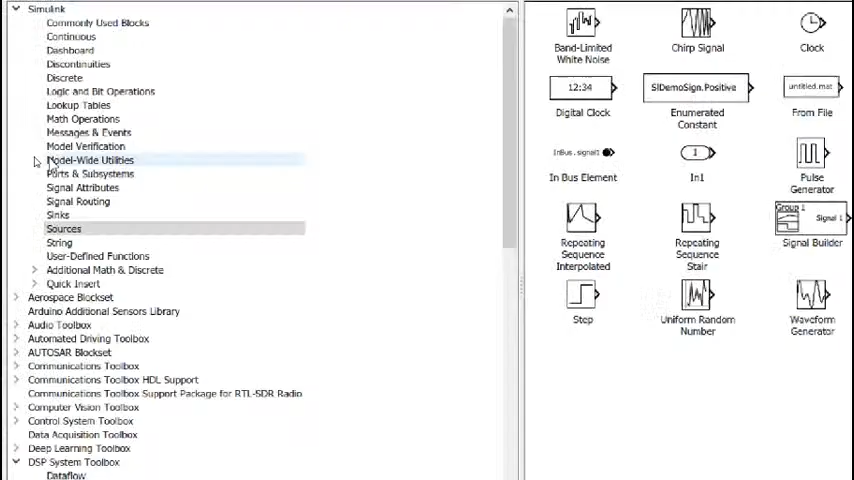 Simulink
Commonly Used Blocks
Continuous
Dashboard
Discontinuities
Discrete
Logic and Bit Operations
Lookup Tables
Math Operations
Messages & Events
Model Verification
Model-Wide Utilities
Ports & Subsystems
Signal Attributes
Signal Routing
Sinks
Sources
String
User-Defined Functions
Additional Math & Discrete
Quick Insert
Aerospace Blockset
Arduino Additional Sensors Library
Audio Toolbox
Automated Driving Toolbox
AUTOSAR Blockset
Communications Toolbox
Communications Toolbox HDL Support
Communications Toolbox Support Package for RTL-SDR Radio
Computer Vision Toolbox
Control System Toolbox
Data Acquisition Toolbox
Deep Learning Toolbox
DSP System Toolbox
Dataflow
Band-Limited
White Noise
Chirp Signal
Clock
12:34
Digital Clock
SlDemoSign.Positive
Enumerated
Constant
untitled.mat
From File
InBus.signal1
In Bus Element
1
In1
Pulse
Generator
Repeating
Sequence
Interpolated
Repeating
Sequence
Stair
Group 1
Signal 1
Signal Builder
Step
Uniform Random
Number
Waveform
Generator